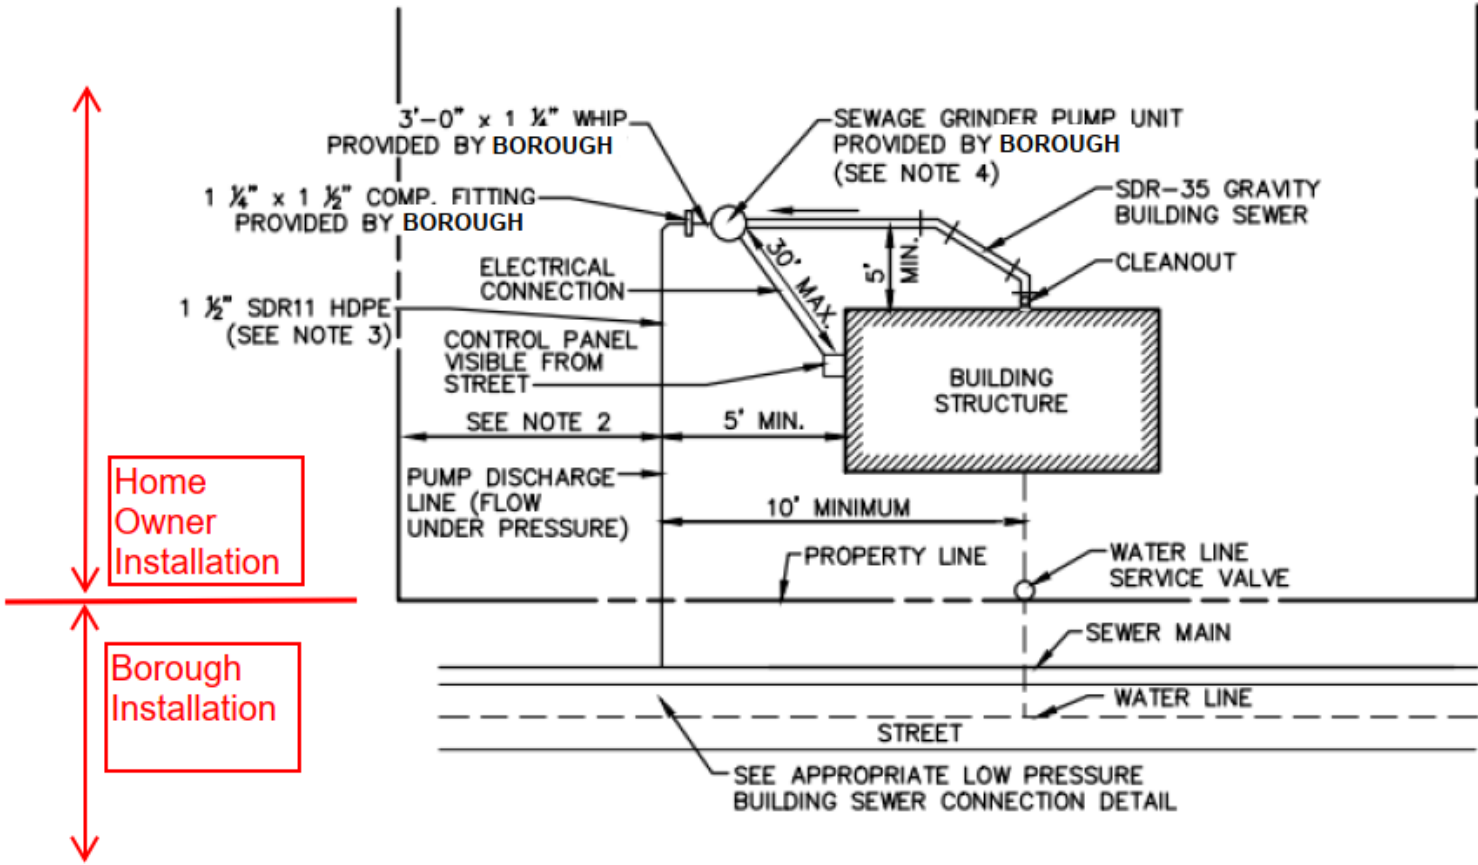 3'-0" x 1 ¼" WHIP
PROVIDED BY BOROUGH
SEWAGE GRINDER PUMP UNIT
PROVIDED BY BOROUGH
(SEE NOTE 4)
1 ¼" x 1 ½" COMP. FITTING
PROVIDED BY BOROUGH
SDR-35 GRAVITY
BUILDING SEWER
CLEANOUT
ELECTRICAL
CONNECTION
30' MAX.
5'
MIN.
1 ½" SDR11 HDPE
(SEE NOTE 3)
CONTROL PANEL
VISIBLE FROM
STREET
BUILDING
STRUCTURE
SEE NOTE 2
5' MIN.
PUMP DISCHARGE
LINE (FLOW
UNDER PRESSURE)
10' MINIMUM
Home
Owner
Installation
PROPERTY LINE
WATER LINE
SERVICE VALVE
SEWER MAIN
Borough
Installation
WATER LINE
STREET
SEE APPROPRIATE LOW PRESSURE
BUILDING SEWER CONNECTION DETAIL